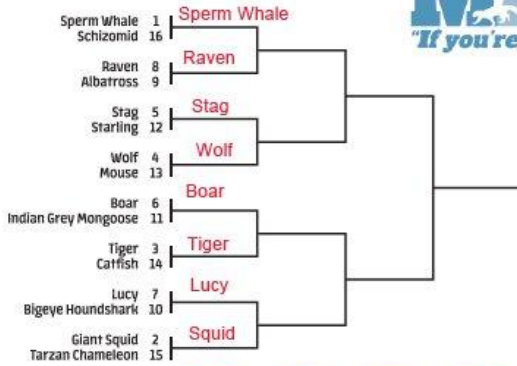 Sperm Whale 1 Sperm Whale
Schizomid 16
Raven 8 Raven
Albatross 9
Stag 5 Stag
Starling 12
Wolf 4 Wolf
Mouse 13
Boar 6 Boar
Indian Grey Mongoose 11
Tiger 3 Tiger
Catfish 14
Lucy 7 Lucy
Bigeye Houndshark 10
Giant Squid 2 Squid
Tarzan Chameleon 15
"If you're